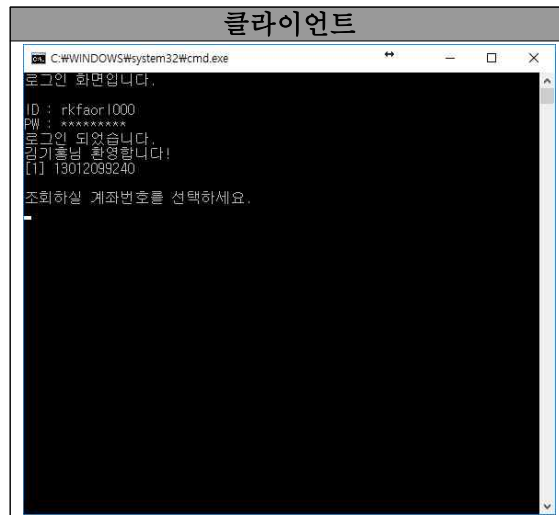 클라이언트
C:\WINDOWS\system32\cmd.exe
로그인 화면입니다.
ID : rkfaorl000
PW : *********
로그인 되었습니다.
김기홍님 환영합니다!
[1] 13012099240
조회하실 계좌번호를 선택하세요.